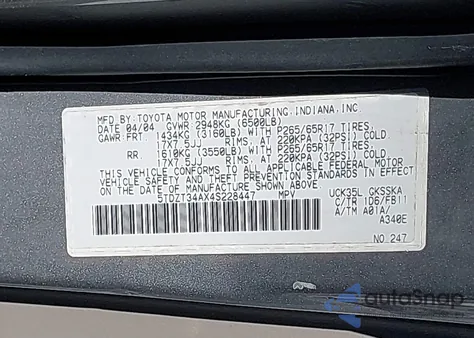 MFD.BY:TOYOTA MOTOR MANUFACTURING,INDIANA,INC.
DATE 04/04 GVWR 2948KG (6500LB)
GAWR: FRT. 1434KG (3160LB) WITH P265/65R17 TIRES,
17X7.5JJ RIMS, AT 220KPA (32PSI) COLD
RR. 1610KG (3550LB) WITH P265/65R17 TIRES,
17X7.5JJ RIMS, AT 220KPA (32PSI) COLD
THIS VEHICLE CONFORMS TO ALL APPLICABLE FEDERAL MOTOR
VEHICLE SAFETY STANDARDS IN EFFECT ON THE DATE OF
MANUFACTURE SHOWN ABOVE.
5TDZT34AX4S228447 MPV
UCK35L GKSSKA
C/TR 1D6/FB11
A/TM A01A/
A340E
NO.247
autoSnap